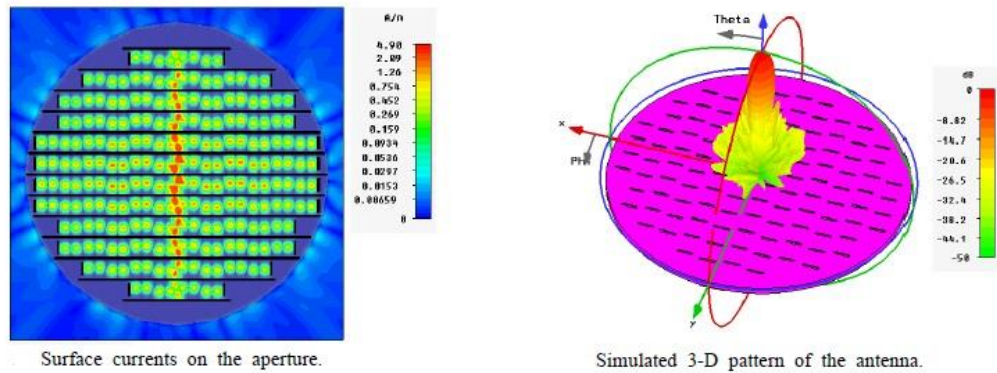 A/m
4.90
2.09
1.26
0.754
0.452
0.269
0.159
0.0934
0.0536
0.0297
0.0153
0.00659
0
Surface currents on the aperture.
Theta
x
Phi
y
dB
0
-8.82
-14.7
-20.6
-26.5
-32.4
-38.2
-44.1
-50
Simulated 3-D pattern of the antenna.